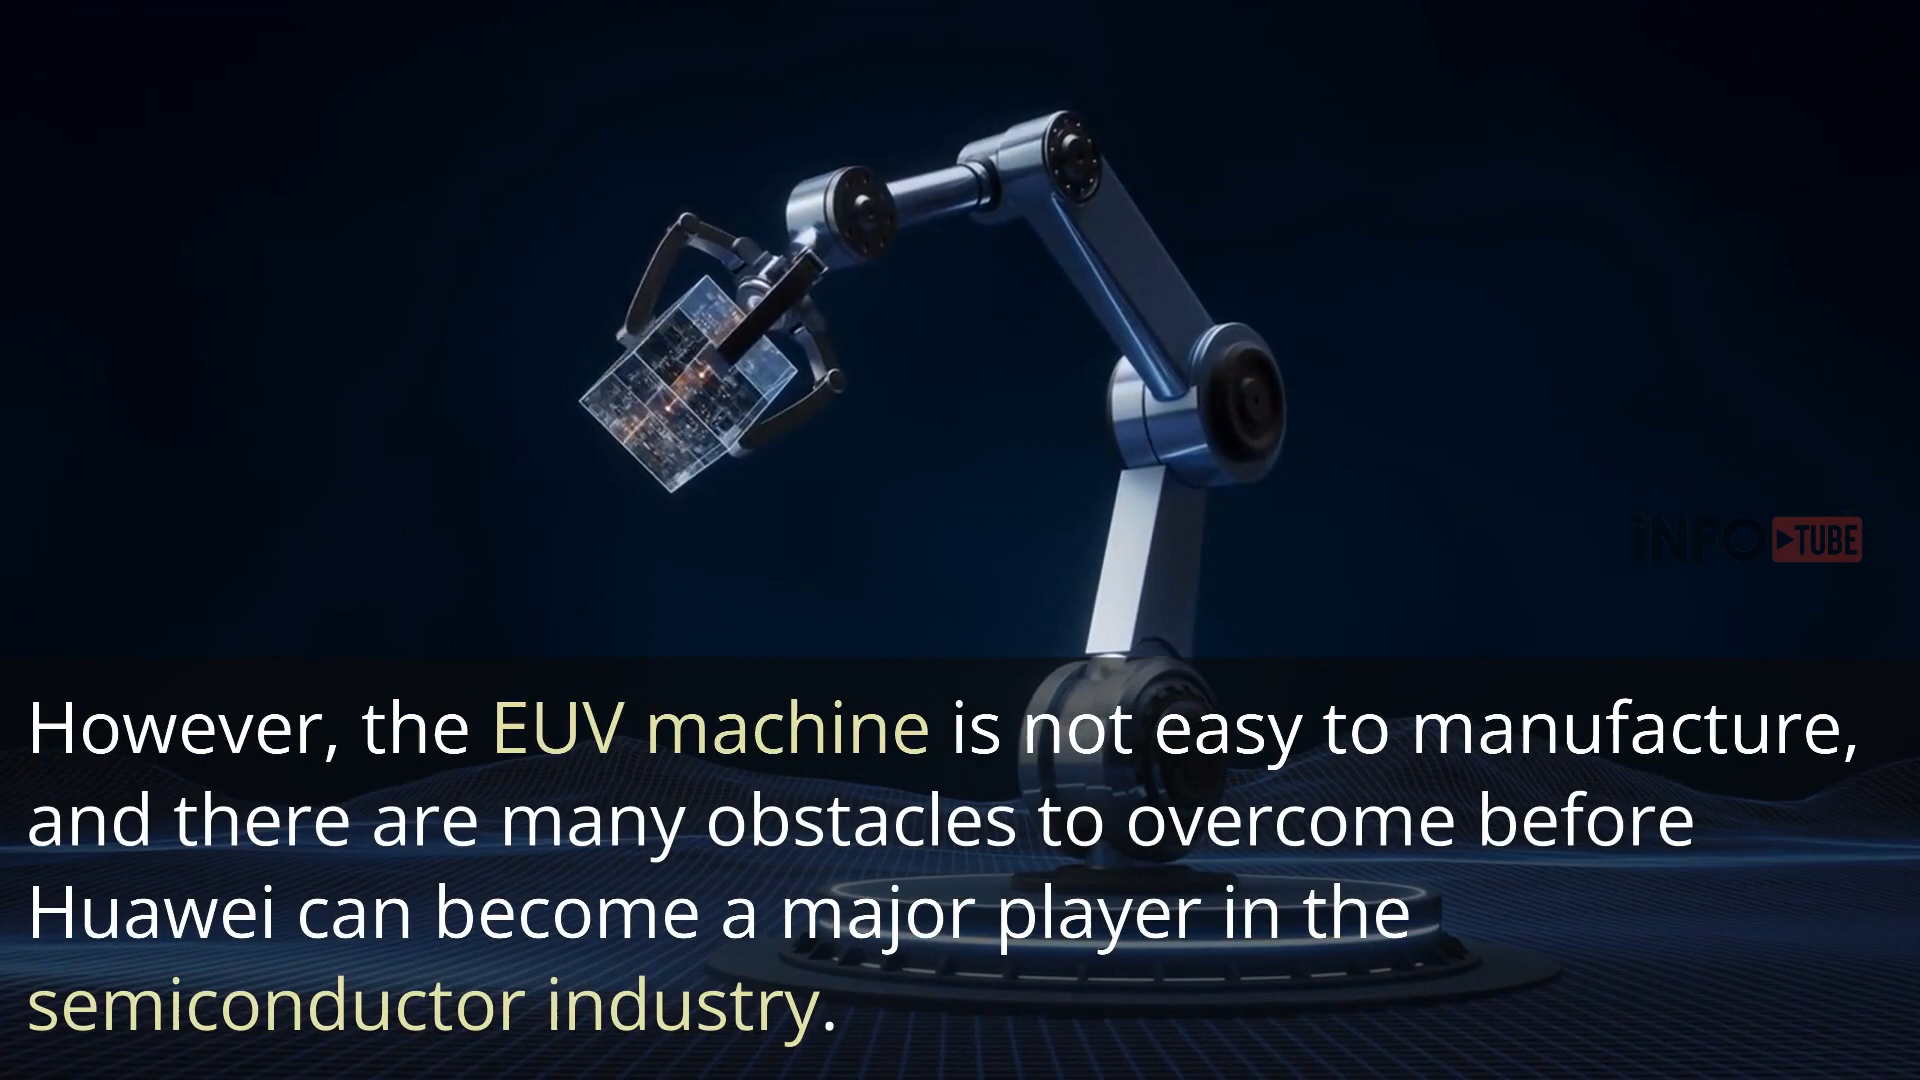 iNFO TUBE
However, the EUV machine is not easy to manufacture,
and there are many obstacles to overcome before
Huawei can become a major player in the
semiconductor industry.